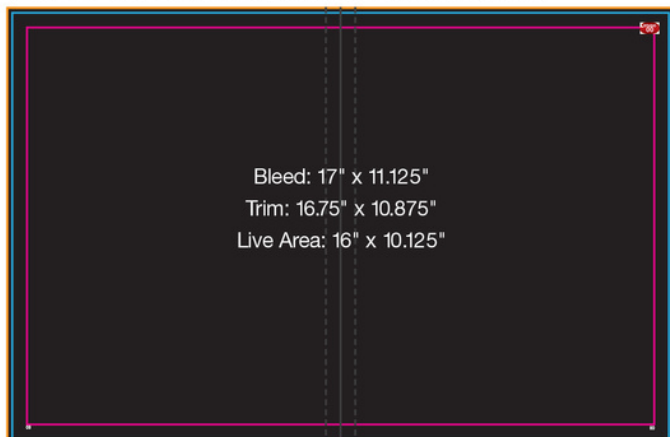 Bleed: 17" x 11.125"
Trim: 16.75" x 10.875"
Live Area: 16" x 10.125"